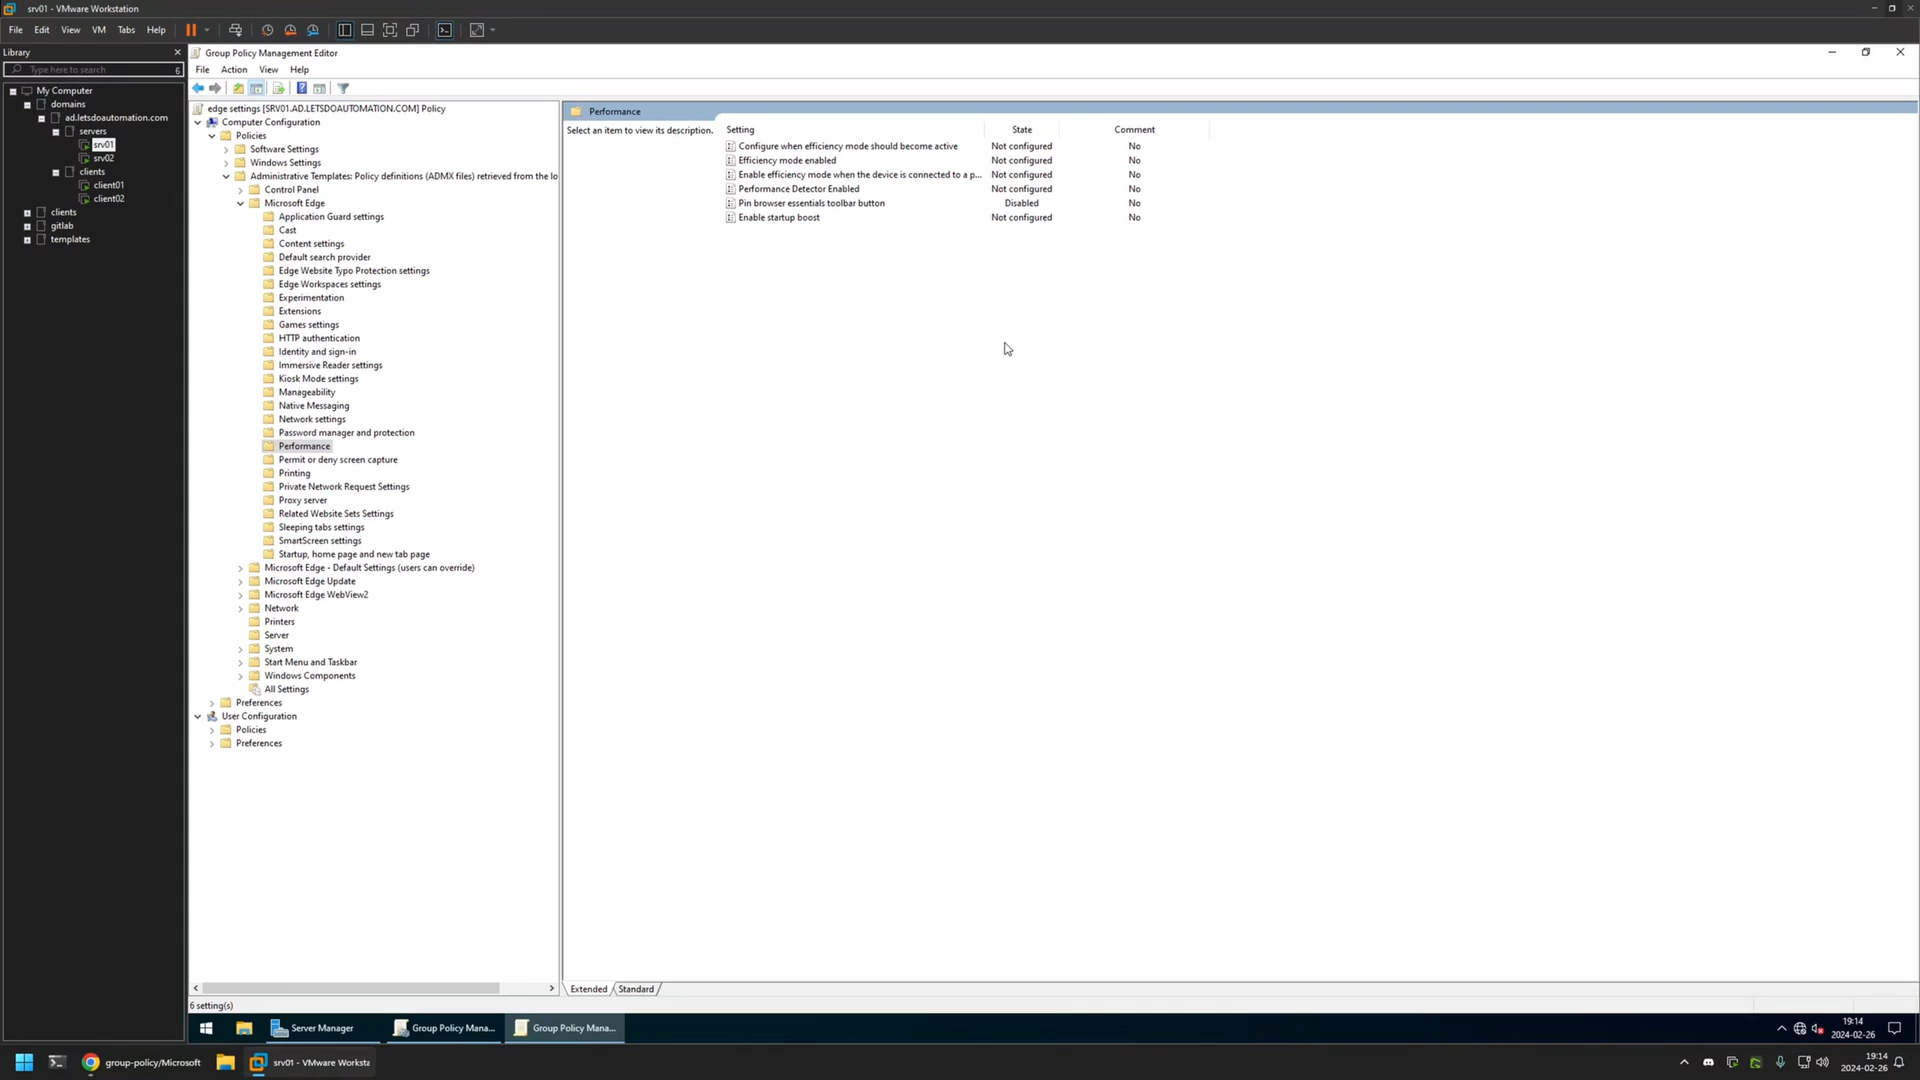 srv01 - VMware Workstation
File Edit View VM Tabs Help
Library
Type here to search
6
My Computer
domains
ad.letsdoautomation.com
servers
srv01
srv02
clients
client01
client02
clients
gitlab
templates
Group Policy Management Editor
File Action View Help
edge settings [SRV01.AD.LETSDOAUTOMATION.COM] Policy
Computer Configuration
Policies
Software Settings
Windows Settings
Administrative Templates: Policy definitions (ADMX files) retrieved from the lo
Control Panel
Microsoft Edge
Application Guard settings
Cast
Content settings
Default search provider
Edge Website Typo Protection settings
Edge Workspaces settings
Experimentation
Extensions
Games settings
HTTP authentication
Identity and sign-in
Immersive Reader settings
Kiosk Mode settings
Manageability
Native Messaging
Network settings
Password manager and protection
Performance
Permit or deny screen capture
Printing
Private Network Request Settings
Proxy server
Related Website Sets Settings
Sleeping tabs settings
SmartScreen settings
Startup, home page and new tab page
Microsoft Edge - Default Settings (users can override)
Microsoft Edge Update
Microsoft Edge WebView2
Network
Printers
Server
System
Start Menu and Taskbar
Windows Components
All Settings
Preferences
User Configuration
Policies
Preferences
Performance
Select an item to view its description.
Setting State Comment
Configure when efficiency mode should become active Not configured No
Efficiency mode enabled Not configured No
Enable efficiency mode when the device is connected to a p... Not configured No
Performance Detector Enabled Not configured No
Pin browser essentials toolbar button Disabled No
Enable startup boost Not configured No
Extended Standard
6 setting(s)
Server Manager
Group Policy Mana...
Group Policy Mana...
19:14
2024-02-26
group-policy/Microsoft
srv01 - VMware Worksta
19:14
2024-02-26